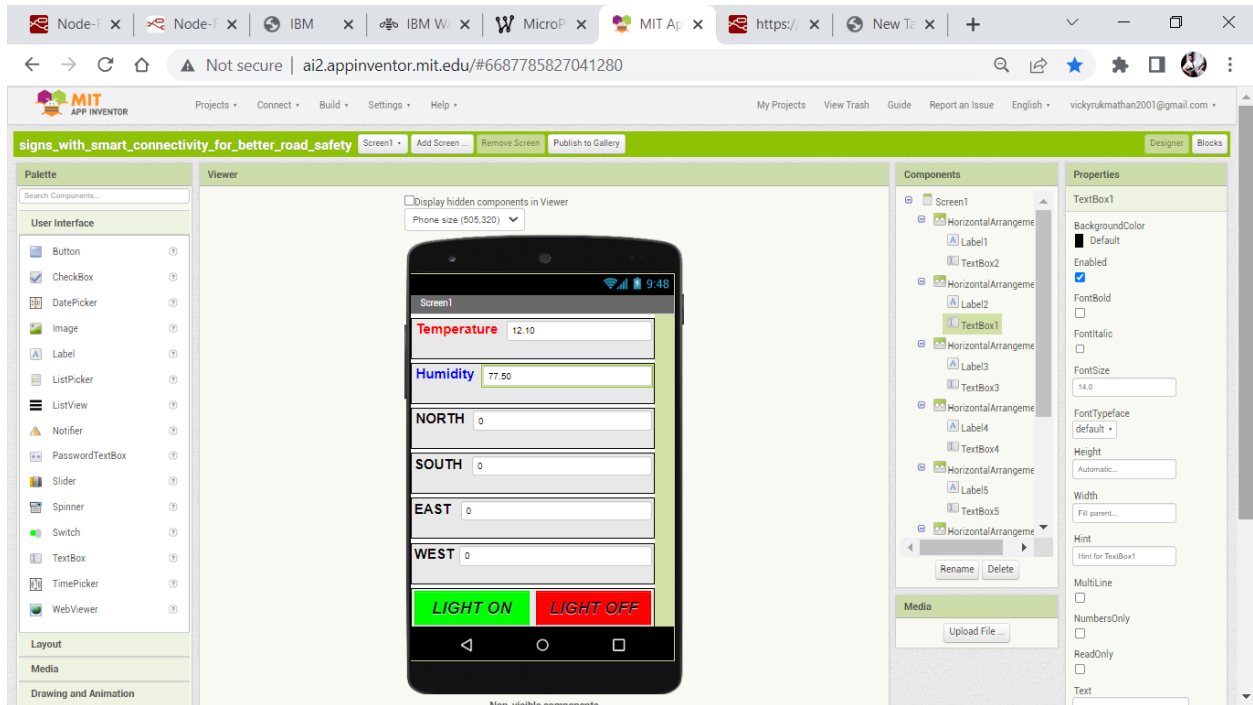 Node-F
Node-F
IBM
IBM Wa
MicroP
MIT Ap
https://
New Ta
Not secure | ai2.appinventor.mit.edu/#6687785827041280
MIT
APP INVENTOR
Projects Connect Build Settings Help My Projects View Trash Guide Report an Issue English vickyrukmathan2001@gmail.com
signs_with_smart_connectivity_for_better_road_safety Screen1 Add Screen ... Remove Screen Publish to Gallery Designer Blocks
Palette
Search Components...
User Interface
Button
CheckBox
DatePicker
Image
Label
ListPicker
ListView
Notifier
PasswordTextBox
Slider
Spinner
Switch
TextBox
TimePicker
WebViewer
Layout
Media
Drawing and Animation
Viewer
Display hidden components in Viewer
Phone size (505,320)
9:48
Screen1
Temperature 12.10
Humidity 77.50
NORTH 0
SOUTH 0
EAST 0
WEST 0
LIGHT ON LIGHT OFF
Non-visible components
Components
Screen1
HorizontalArrangeme
Label1
TextBox2
HorizontalArrangeme
Label2
TextBox1
HorizontalArrangeme
Label3
TextBox3
HorizontalArrangeme
Label4
TextBox4
HorizontalArrangeme
Label5
TextBox5
HorizontalArrangeme
Rename Delete
Media
Upload File ...
Properties
TextBox1
BackgroundColor
Default
Enabled
FontBold
FontItalic
FontSize
14.0
FontTypeface
default
Height
Automatic...
Width
Fill parent...
Hint
Hint for TextBox1
MultiLine
NumbersOnly
ReadOnly
Text